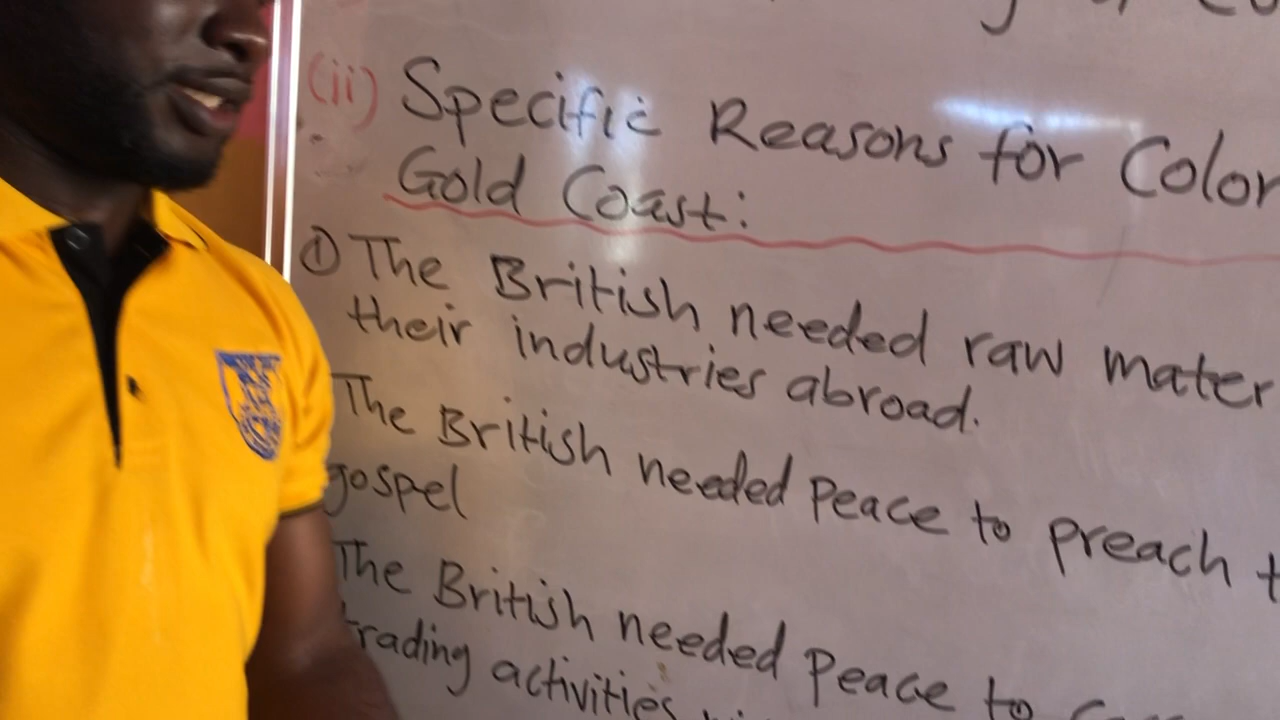 (ii) Specific Reasons for Color
Gold Coast:
① The British needed raw mater
their industries abroad.
The British needed Peace to preach t
gospel
The British needed Peace to
trading activities